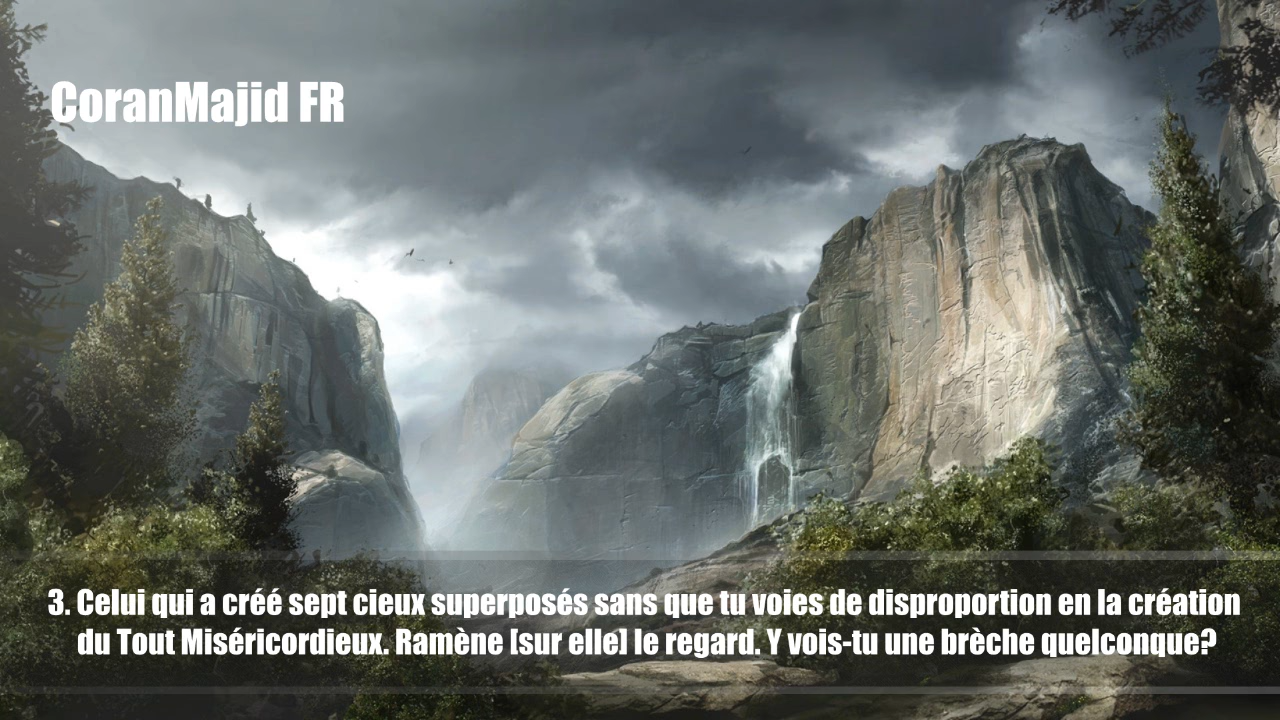 CoranMajid FR
3. Celui qui a créé sept cieux superposés sans que tu voies de disproportion en la création
du Tout Miséricordieux. Ramène [sur elle] le regard. Y vois-tu une brèche quelconque?